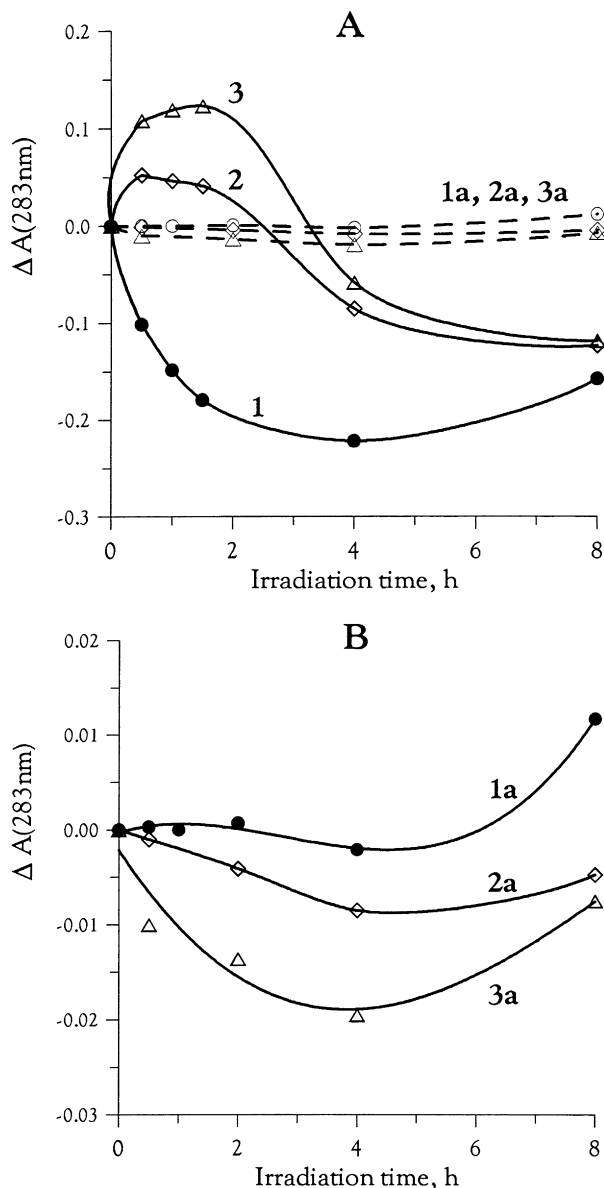 A
0.2
0.1
0.0
-0.1
-0.2
-0.3
Δ A(283nm)
3
2
1
1a, 2a, 3a
0 2 4 6 8
Irradiation time, h
B
0.02
0.01
0.00
-0.01
-0.02
-0.03
Δ A(283nm)
1a
2a
3a
0 2 4 6 8
Irradiation time, h